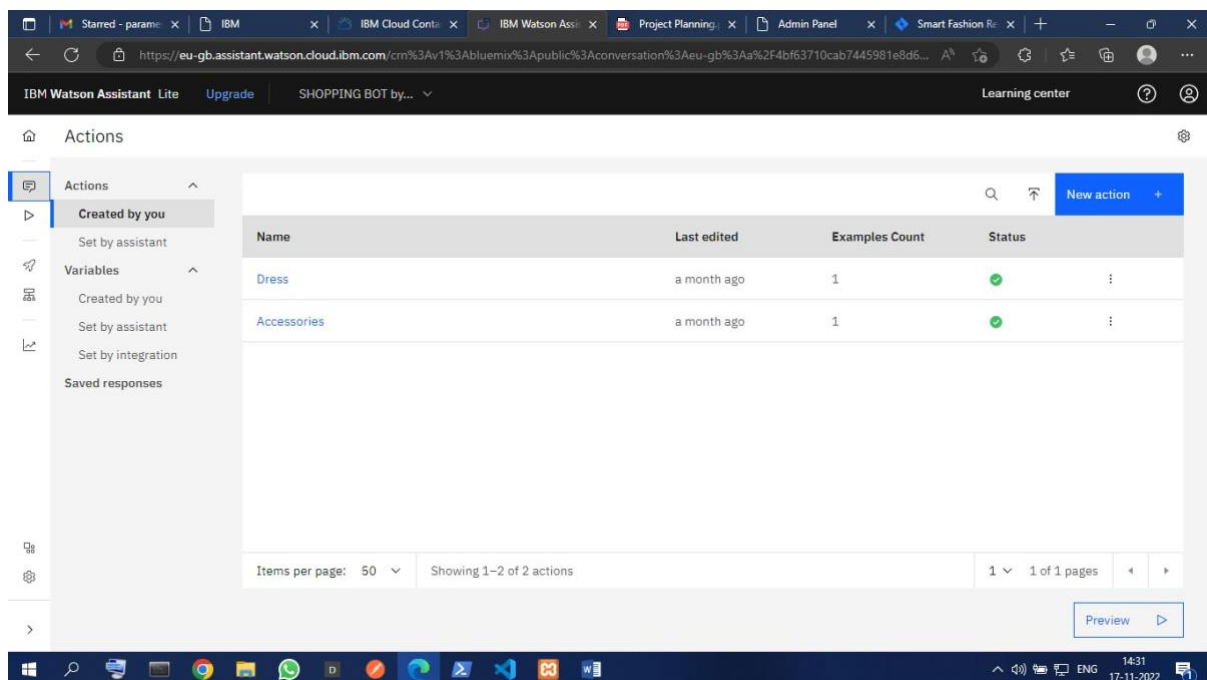 Starred - parame
IBM
IBM Cloud Conta
IBM Watson Assi
Project Planning.
Admin Panel
Smart Fashion Re
https://eu-gb.assistant.watson.cloud.ibm.com/crn%3Av1%3Abluemix%3Apublic%3Aconversation%3Aeu-gb%3Aa%2F4bf63710cab7445981e8d6...
IBM Watson Assistant Lite Upgrade SHOPPING BOT by... Learning center
Actions
Actions
Created by you
Set by assistant
Variables
Created by you
Set by assistant
Set by integration
Saved responses
New action +
Name Last edited Examples Count Status
Dress a month ago 1
Accessories a month ago 1
Items per page: 50 Showing 1–2 of 2 actions 1 1 of 1 pages
Preview
ENG
14:31
17-11-2022